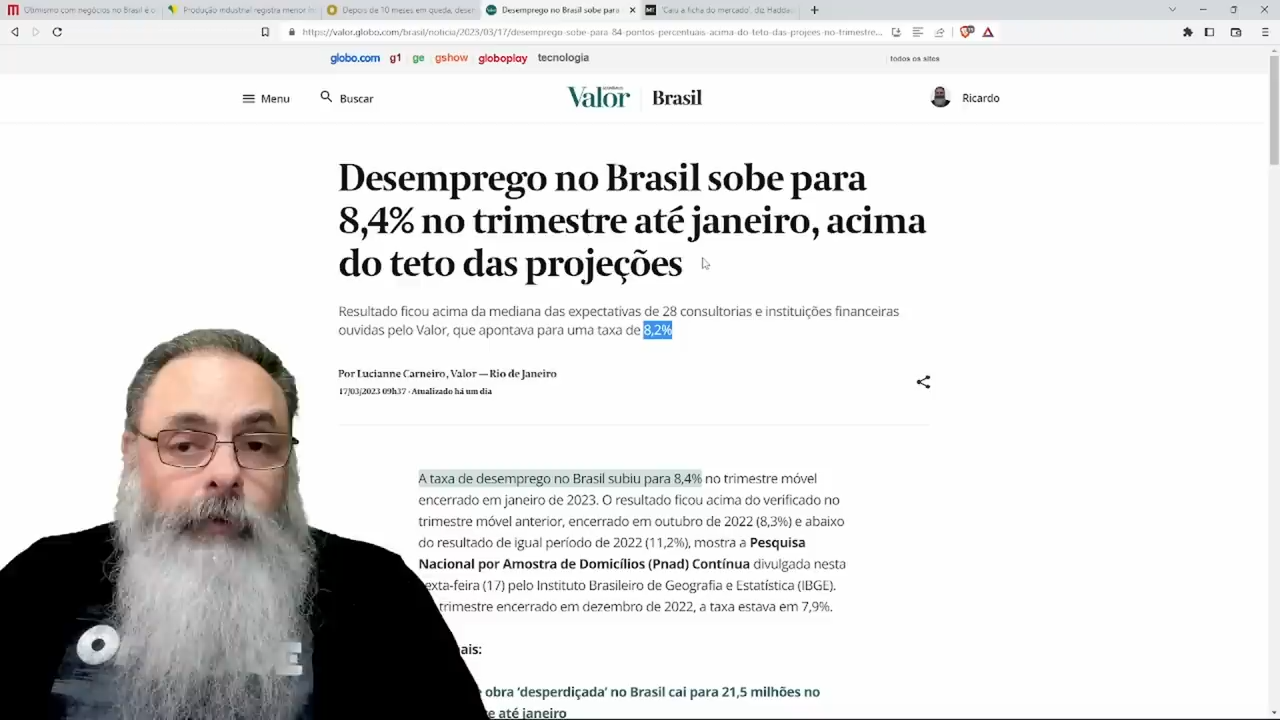 Otimismo com negócios no Brasil é o
Produção industrial registra menor
Depois de 10 meses em queda, deser
Desemprego no Brasil sobe para
'Caiu a ficha do mercado', diz Haddad
https://valor.globo.com/brasil/noticia/2023/03/17/desemprego-sobe-para-84-pontos-percentuais-acima-do-teto-das-projees-no-trimestre...
globo.com g1 ge gshow globoplay tecnologia
todos os sites
Menu
Buscar
Valor
Brasil
Ricardo
Desemprego no Brasil sobe para
8,4% no trimestre até janeiro, acima
do teto das projeções
Resultado ficou acima da mediana das expectativas de 28 consultorias e instituições financeiras
ouvidas pelo Valor, que apontava para uma taxa de 8,2%
Por Lucianne Carneiro, Valor — Rio de Janeiro
17/03/2023 09h37 · Atualizado há um dia
A taxa de desemprego no Brasil subiu para 8,4% no trimestre móvel
encerrado em janeiro de 2023. O resultado ficou acima do verificado no
trimestre móvel anterior, encerrado em outubro de 2022 (8,3%) e abaixo
do resultado de igual período de 2022 (11,2%), mostra a Pesquisa
Nacional por Amostra de Domicílios (Pnad) Contínua divulgada nesta
exta-feira (17) pelo Instituto Brasileiro de Geografia e Estatística (IBGE).
trimestre encerrado em dezembro de 2022, a taxa estava em 7,9%.
ais:
obra 'desperdiçada' no Brasil cai para 21,5 milhões no
e até janeiro
O
E